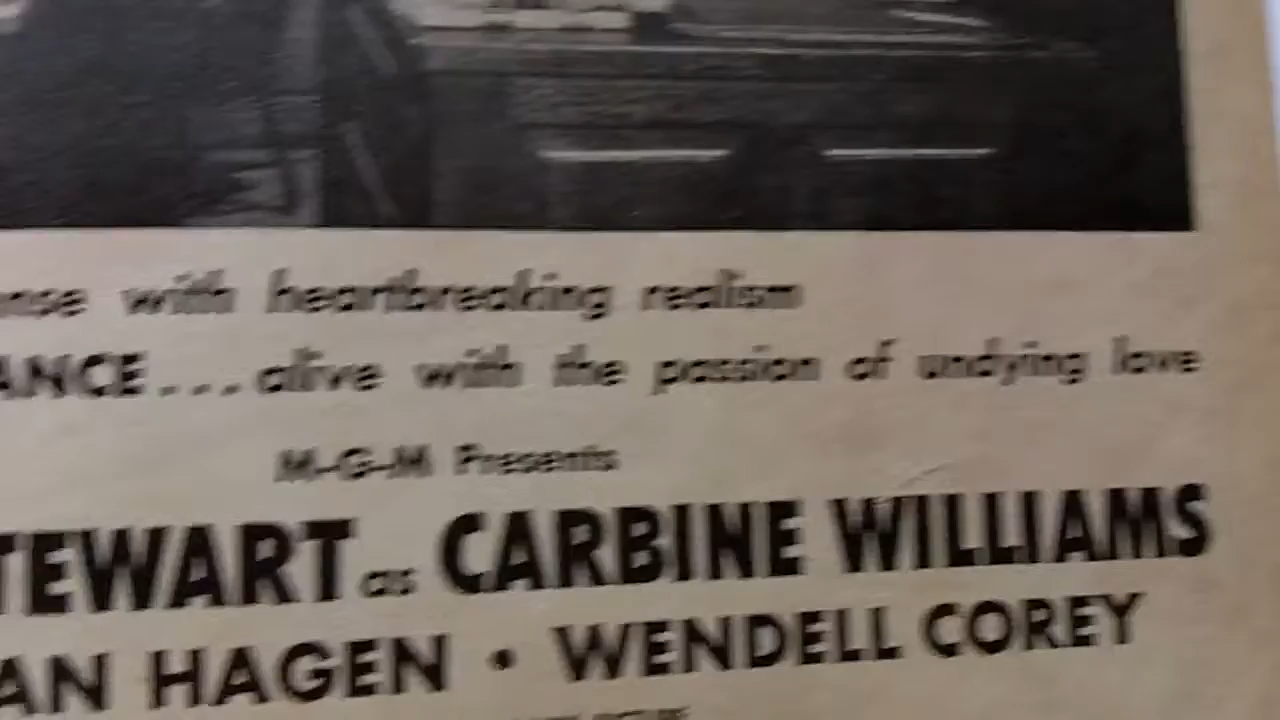 with heartbreaking realism
ANCE...alive with the passion of undying love
M-G-M Presents
TEWART as CARBINE WILLIAMS
AN HAGEN • WENDELL COREY